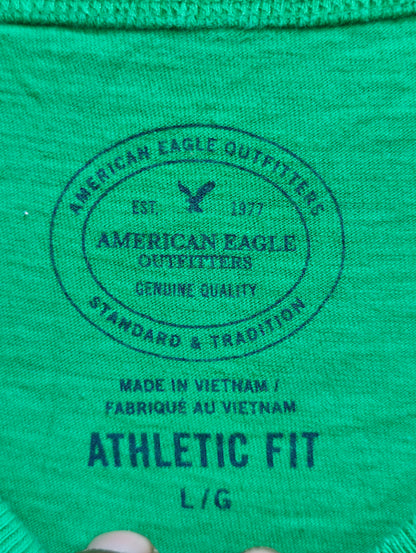 AMERICAN EAGLE OUTFITTERS
EST. 1977
AMERICAN EAGLE
OUTFITTERS
GENUINE QUALITY
STANDARD & TRADITION
MADE IN VIETNAM /
FABRIQUE AU VIETNAM
ATHLETIC FIT
L/G